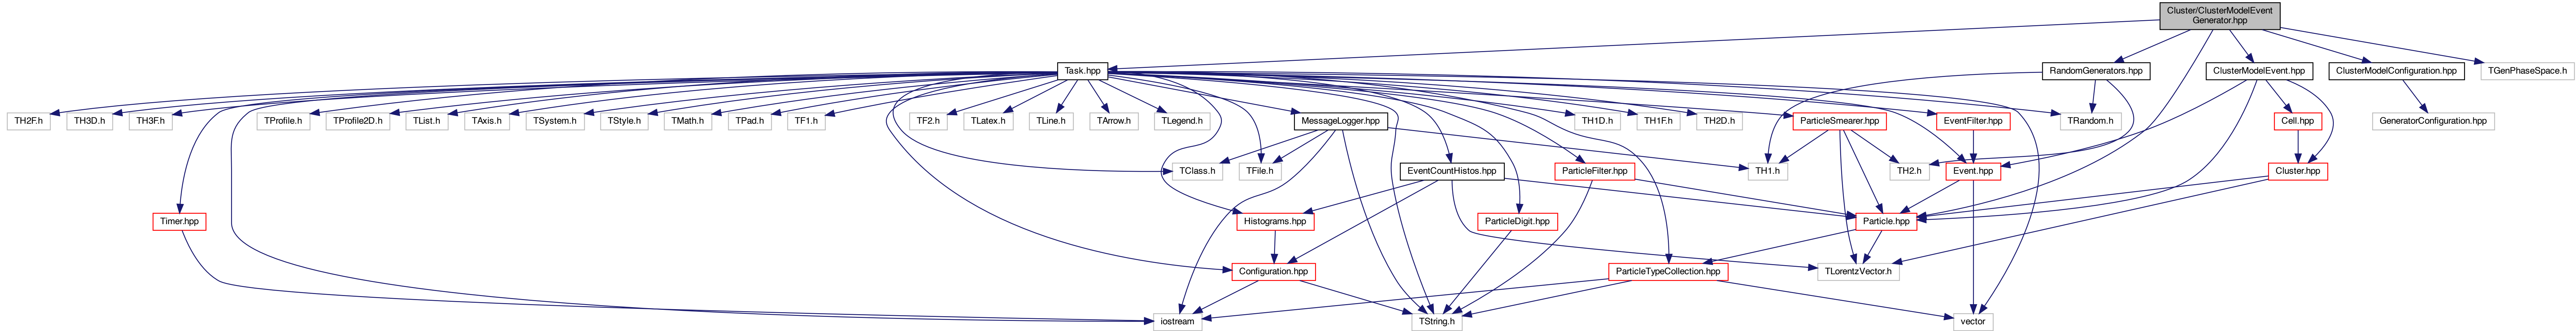 Cluster/ClusterModelEvent
Generator.hpp
Task.hpp
RandomGenerators.hpp
ClusterModelEvent.hpp
ClusterModelConfiguration.hpp
TGenPhaseSpace.h
TH2F.h
TH3D.h
TH3F.h
TProfile.h
TProfile2D.h
TList.h
TAxis.h
TSystem.h
TStyle.h
TMath.h
TPad.h
TF1.h
TF2.h
TLatex.h
TLine.h
TArrow.h
TLegend.h
MessageLogger.hpp
TH1D.h
TH1F.h
TH2D.h
ParticleSmearer.hpp
EventFilter.hpp
TRandom.h
Cell.hpp
GeneratorConfiguration.hpp
TClass.h
TFile.h
EventCountHistos.hpp
ParticleFilter.hpp
TH1.h
TH2.h
Event.hpp
Cluster.hpp
Timer.hpp
Histograms.hpp
ParticleDigit.hpp
Particle.hpp
Configuration.hpp
ParticleTypeCollection.hpp
TLorentzVector.h
iostream
TString.h
vector